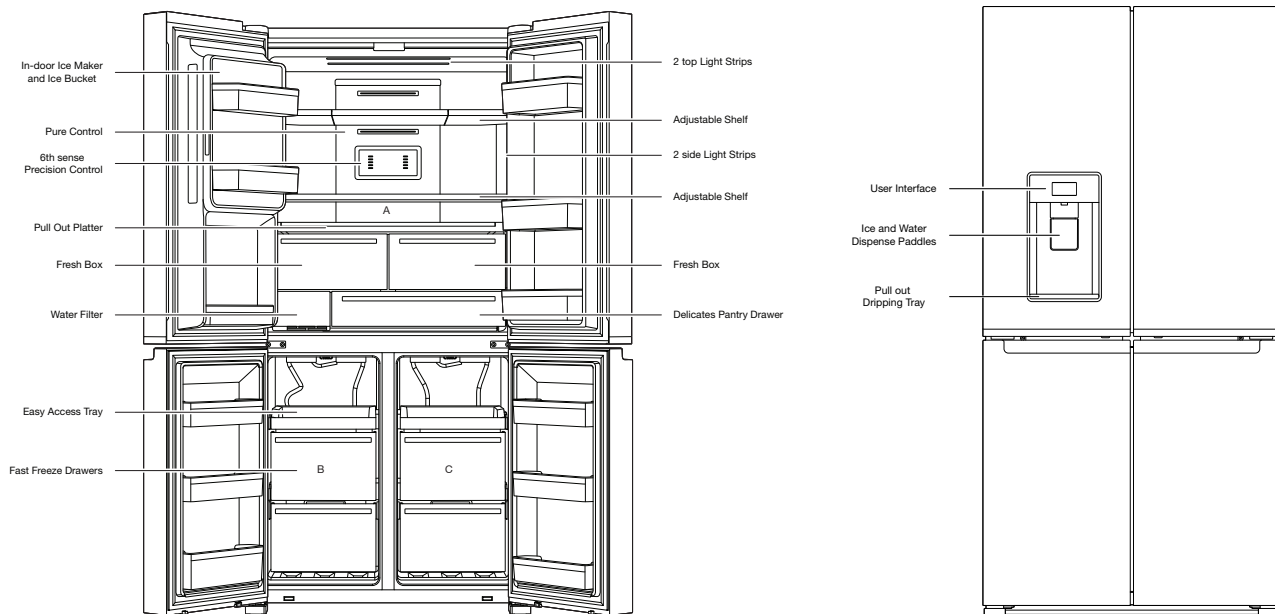 In-door Ice Maker
and Ice Bucket
Pure Control
6th sense
Precision Control
Pull Out Platter
Fresh Box
Water Filter
Easy Access Tray
Fast Freeze Drawers
A
B
C
2 top Light Strips
Adjustable Shelf
2 side Light Strips
Adjustable Shelf
Fresh Box
Delicates Pantry Drawer
User Interface
Ice and Water
Dispense Paddles
Pull out
Dripping Tray